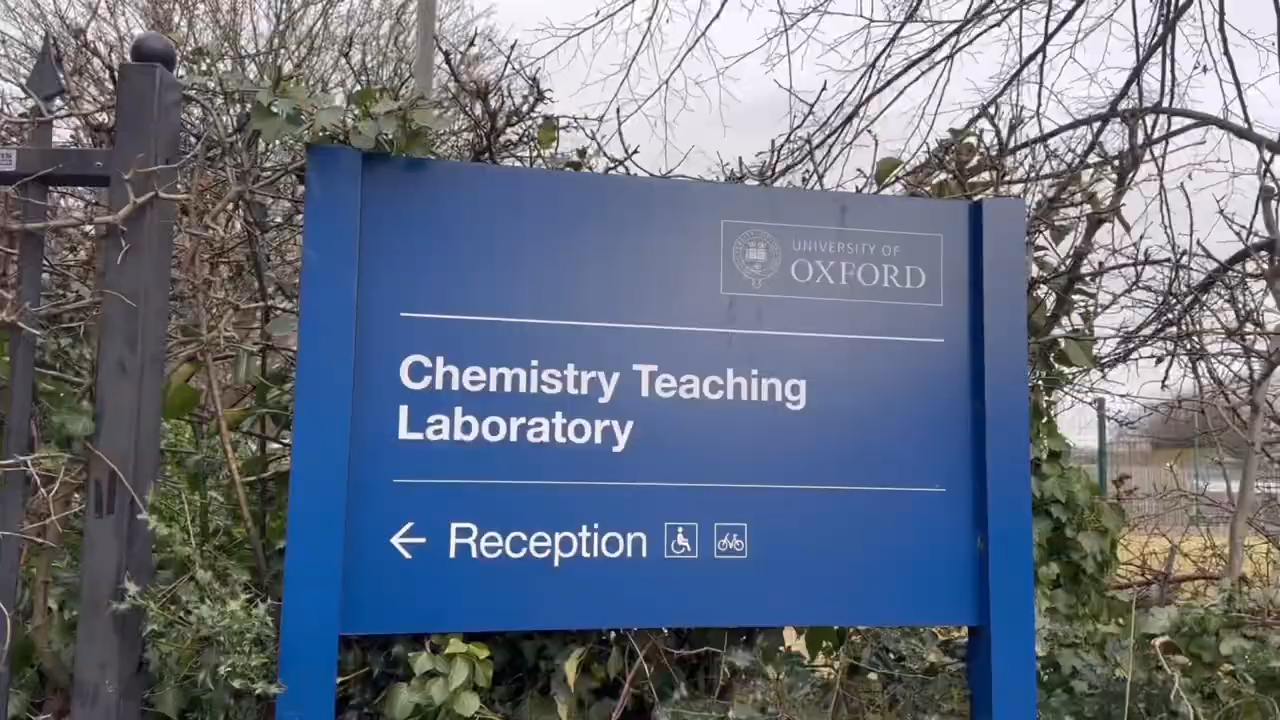 UNIVERSITY OF
OXFORD
Chemistry Teaching
Laboratory
← Reception